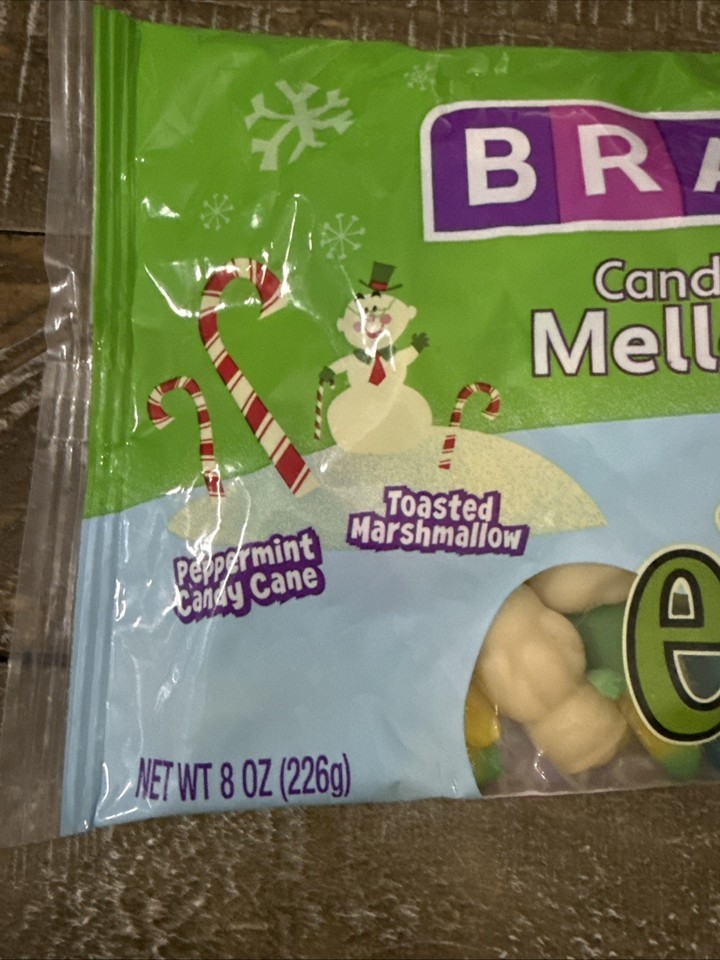 BRA
Cand
Mell
Toasted
Marshmallow
Peppermint
Candy Cane
e
NET WT 8 OZ (226g)